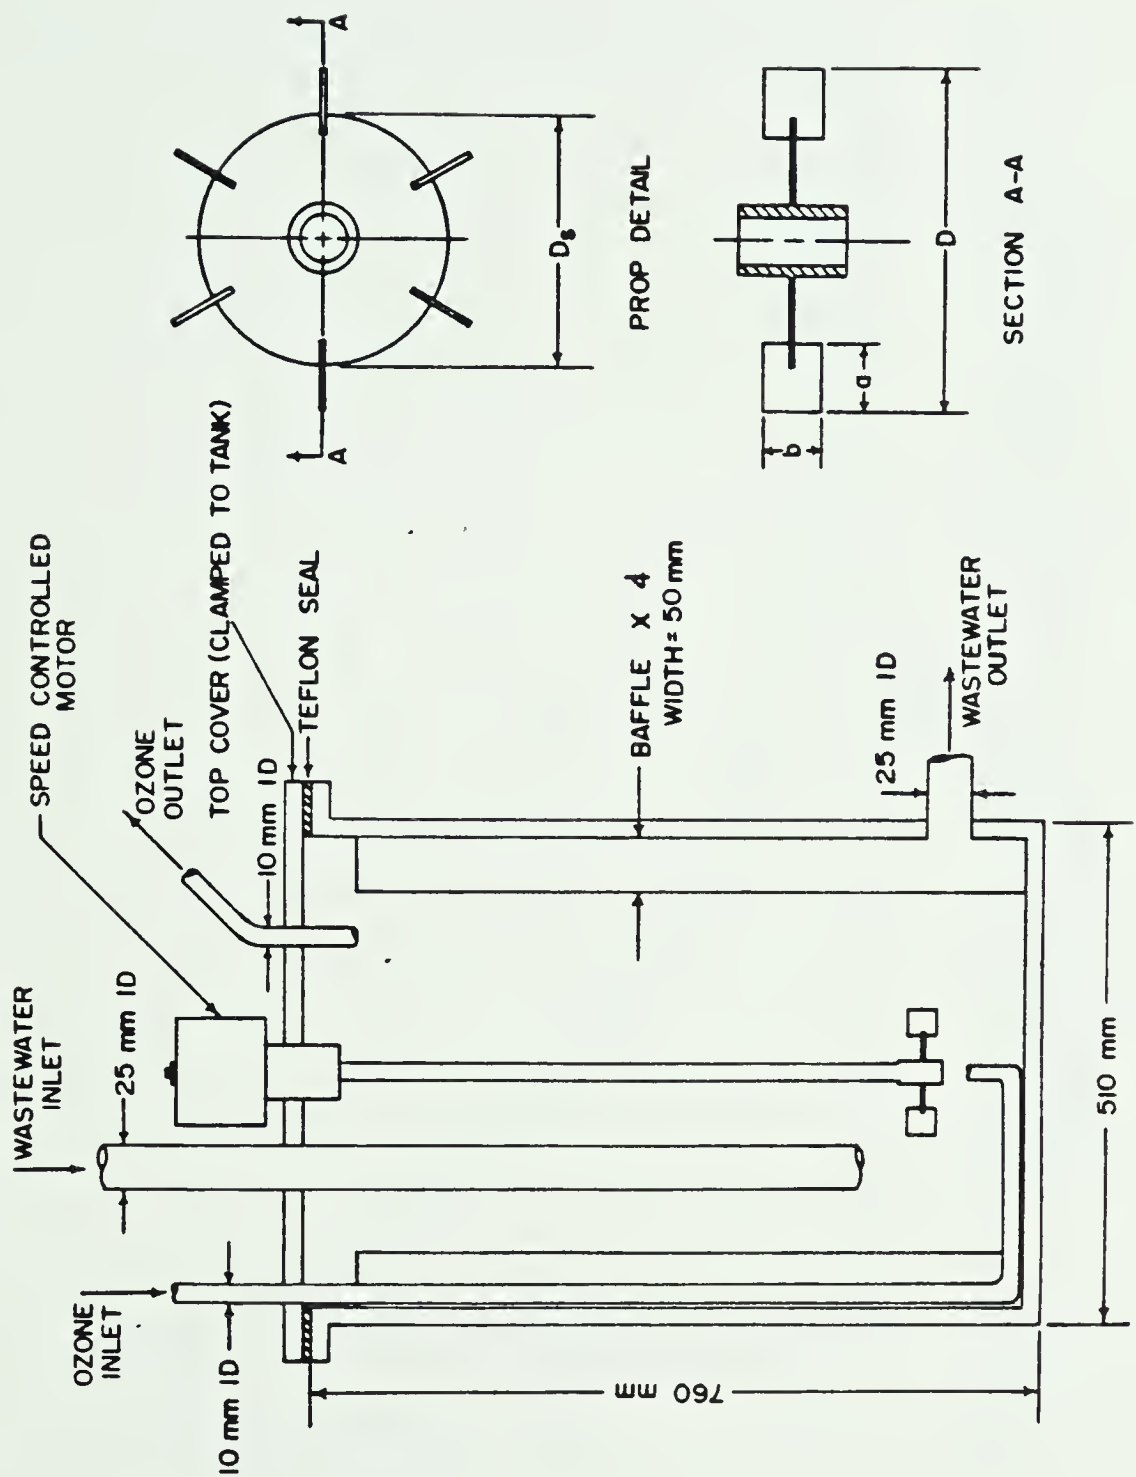 WASTEWATER
INLET
SPEED CONTROLLED
MOTOR
OZONE
INLET
25 mm ID
OZONE
OUTLET
10 mm ID
10 mm ID
TOP COVER (CLAMPED TO TANK)
TEFLON SEAL
BAFFLE X 4
WIDTH = 50 mm
25 mm ID
WASTEWATER
OUTLET
760 mm
510 mm
A
A
Dg
PROP DETAIL
b
a
D
SECTION A-A